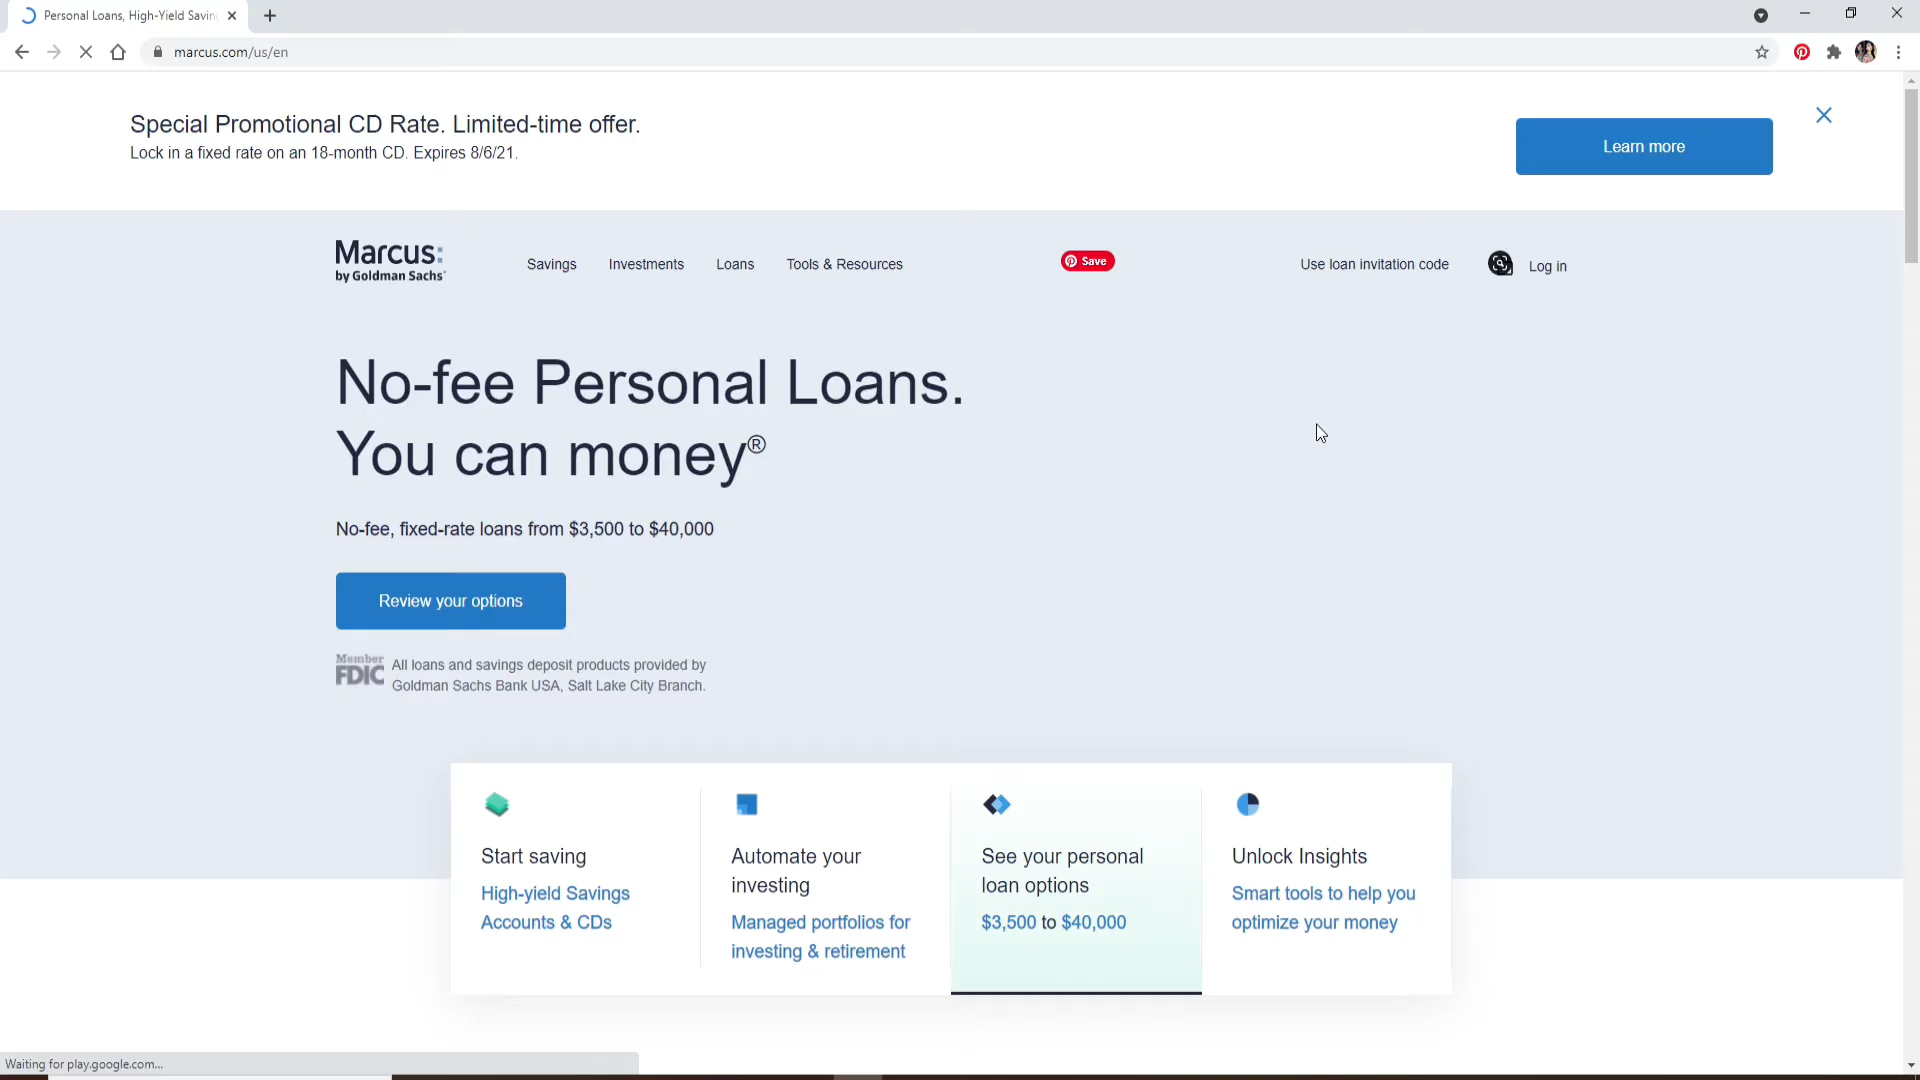 Personal Loans, High-Yield Savin
marcus.com/us/en
Special Promotional CD Rate. Limited-time offer.
Lock in a fixed rate on an 18-month CD. Expires 8/6/21.
Learn more
Marcus:
by Goldman Sachs
Savings
Investments
Loans
Tools & Resources
Save
Use loan invitation code
Log in
No-fee Personal Loans.
You can money®
No-fee, fixed-rate loans from $3,500 to $40,000
Review your options
Member
FDIC
All loans and savings deposit products provided by
Goldman Sachs Bank USA, Salt Lake City Branch.
Start saving
High-yield Savings
Accounts & CDs
Automate your
investing
Managed portfolios for
investing & retirement
See your personal
loan options
$3,500 to $40,000
Unlock Insights
Smart tools to help you
optimize your money
Waiting for play.google.com...